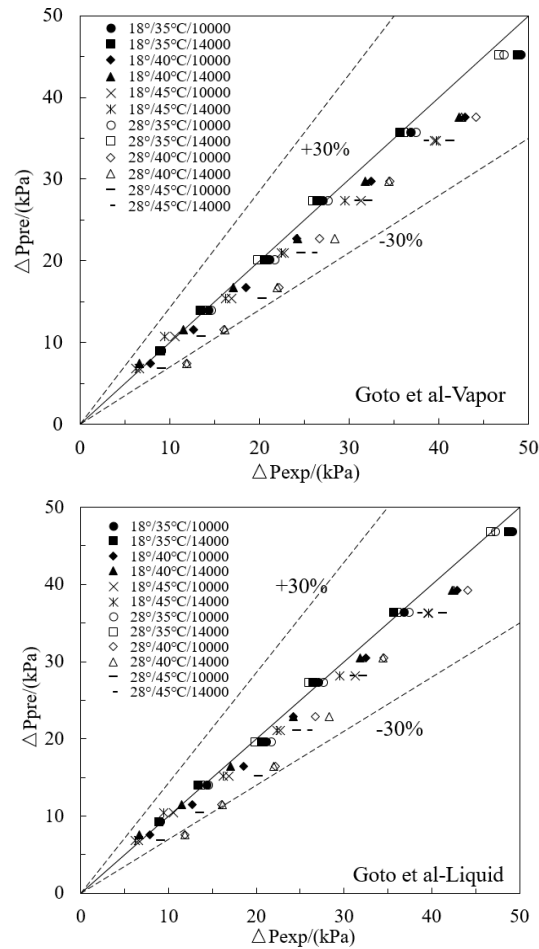 50
40
30
20
10
0
△Ppre/(kPa)
18°/35°C/10000
18°/35°C/14000
18°/40°C/10000
18°/40°C/14000
18°/45°C/10000
18°/45°C/14000
28°/35°C/10000
28°/35°C/14000
28°/40°C/10000
28°/40°C/14000
28°/45°C/10000
28°/45°C/14000
+30%
-30%
Goto et al-Vapor
0 10 20 30 40 50
△Pexp/(kPa)
50
40
30
20
10
0
△Ppre/(kPa)
18°/35°C/10000
18°/35°C/14000
18°/40°C/10000
18°/40°C/14000
18°/45°C/10000
18°/45°C/14000
28°/35°C/10000
28°/35°C/14000
28°/40°C/10000
28°/40°C/14000
28°/45°C/10000
28°/45°C/14000
+30%
-30%
Goto et al-Liquid
0 10 20 30 40 50
△Pexp/(kPa)